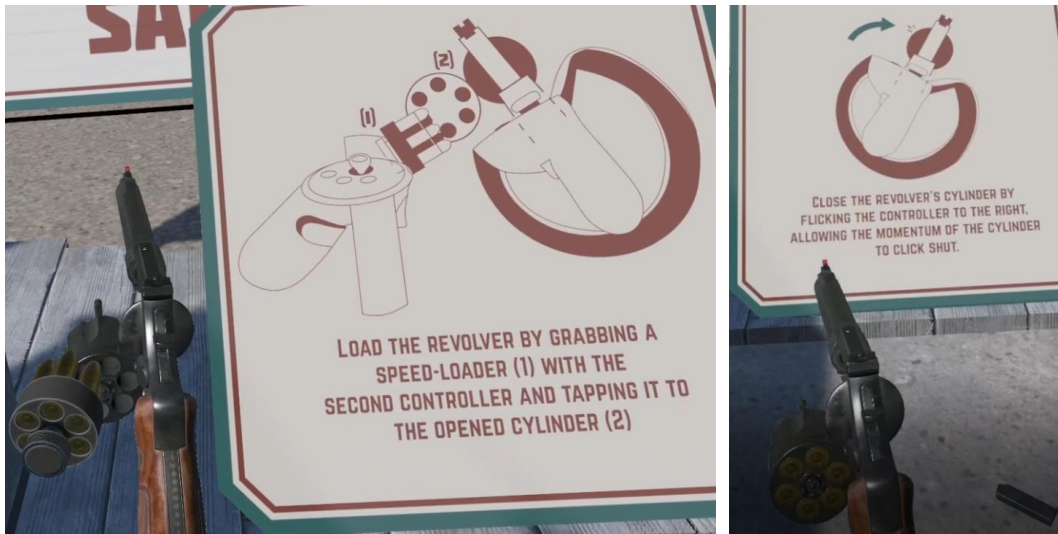 SA
(1)
(2)
LOAD THE REVOLVER BY GRABBING A
SPEED-LOADER (1) WITH THE
SECOND CONTROLLER AND TAPPING IT TO
THE OPENED CYLINDER (2)
CLOSE THE REVOLVER'S CYLINDER BY
FLICKING THE CONTROLLER TO THE RIGHT,
ALLOWING THE MOMENTUM OF THE CYLINDER
TO CLICK SHUT.